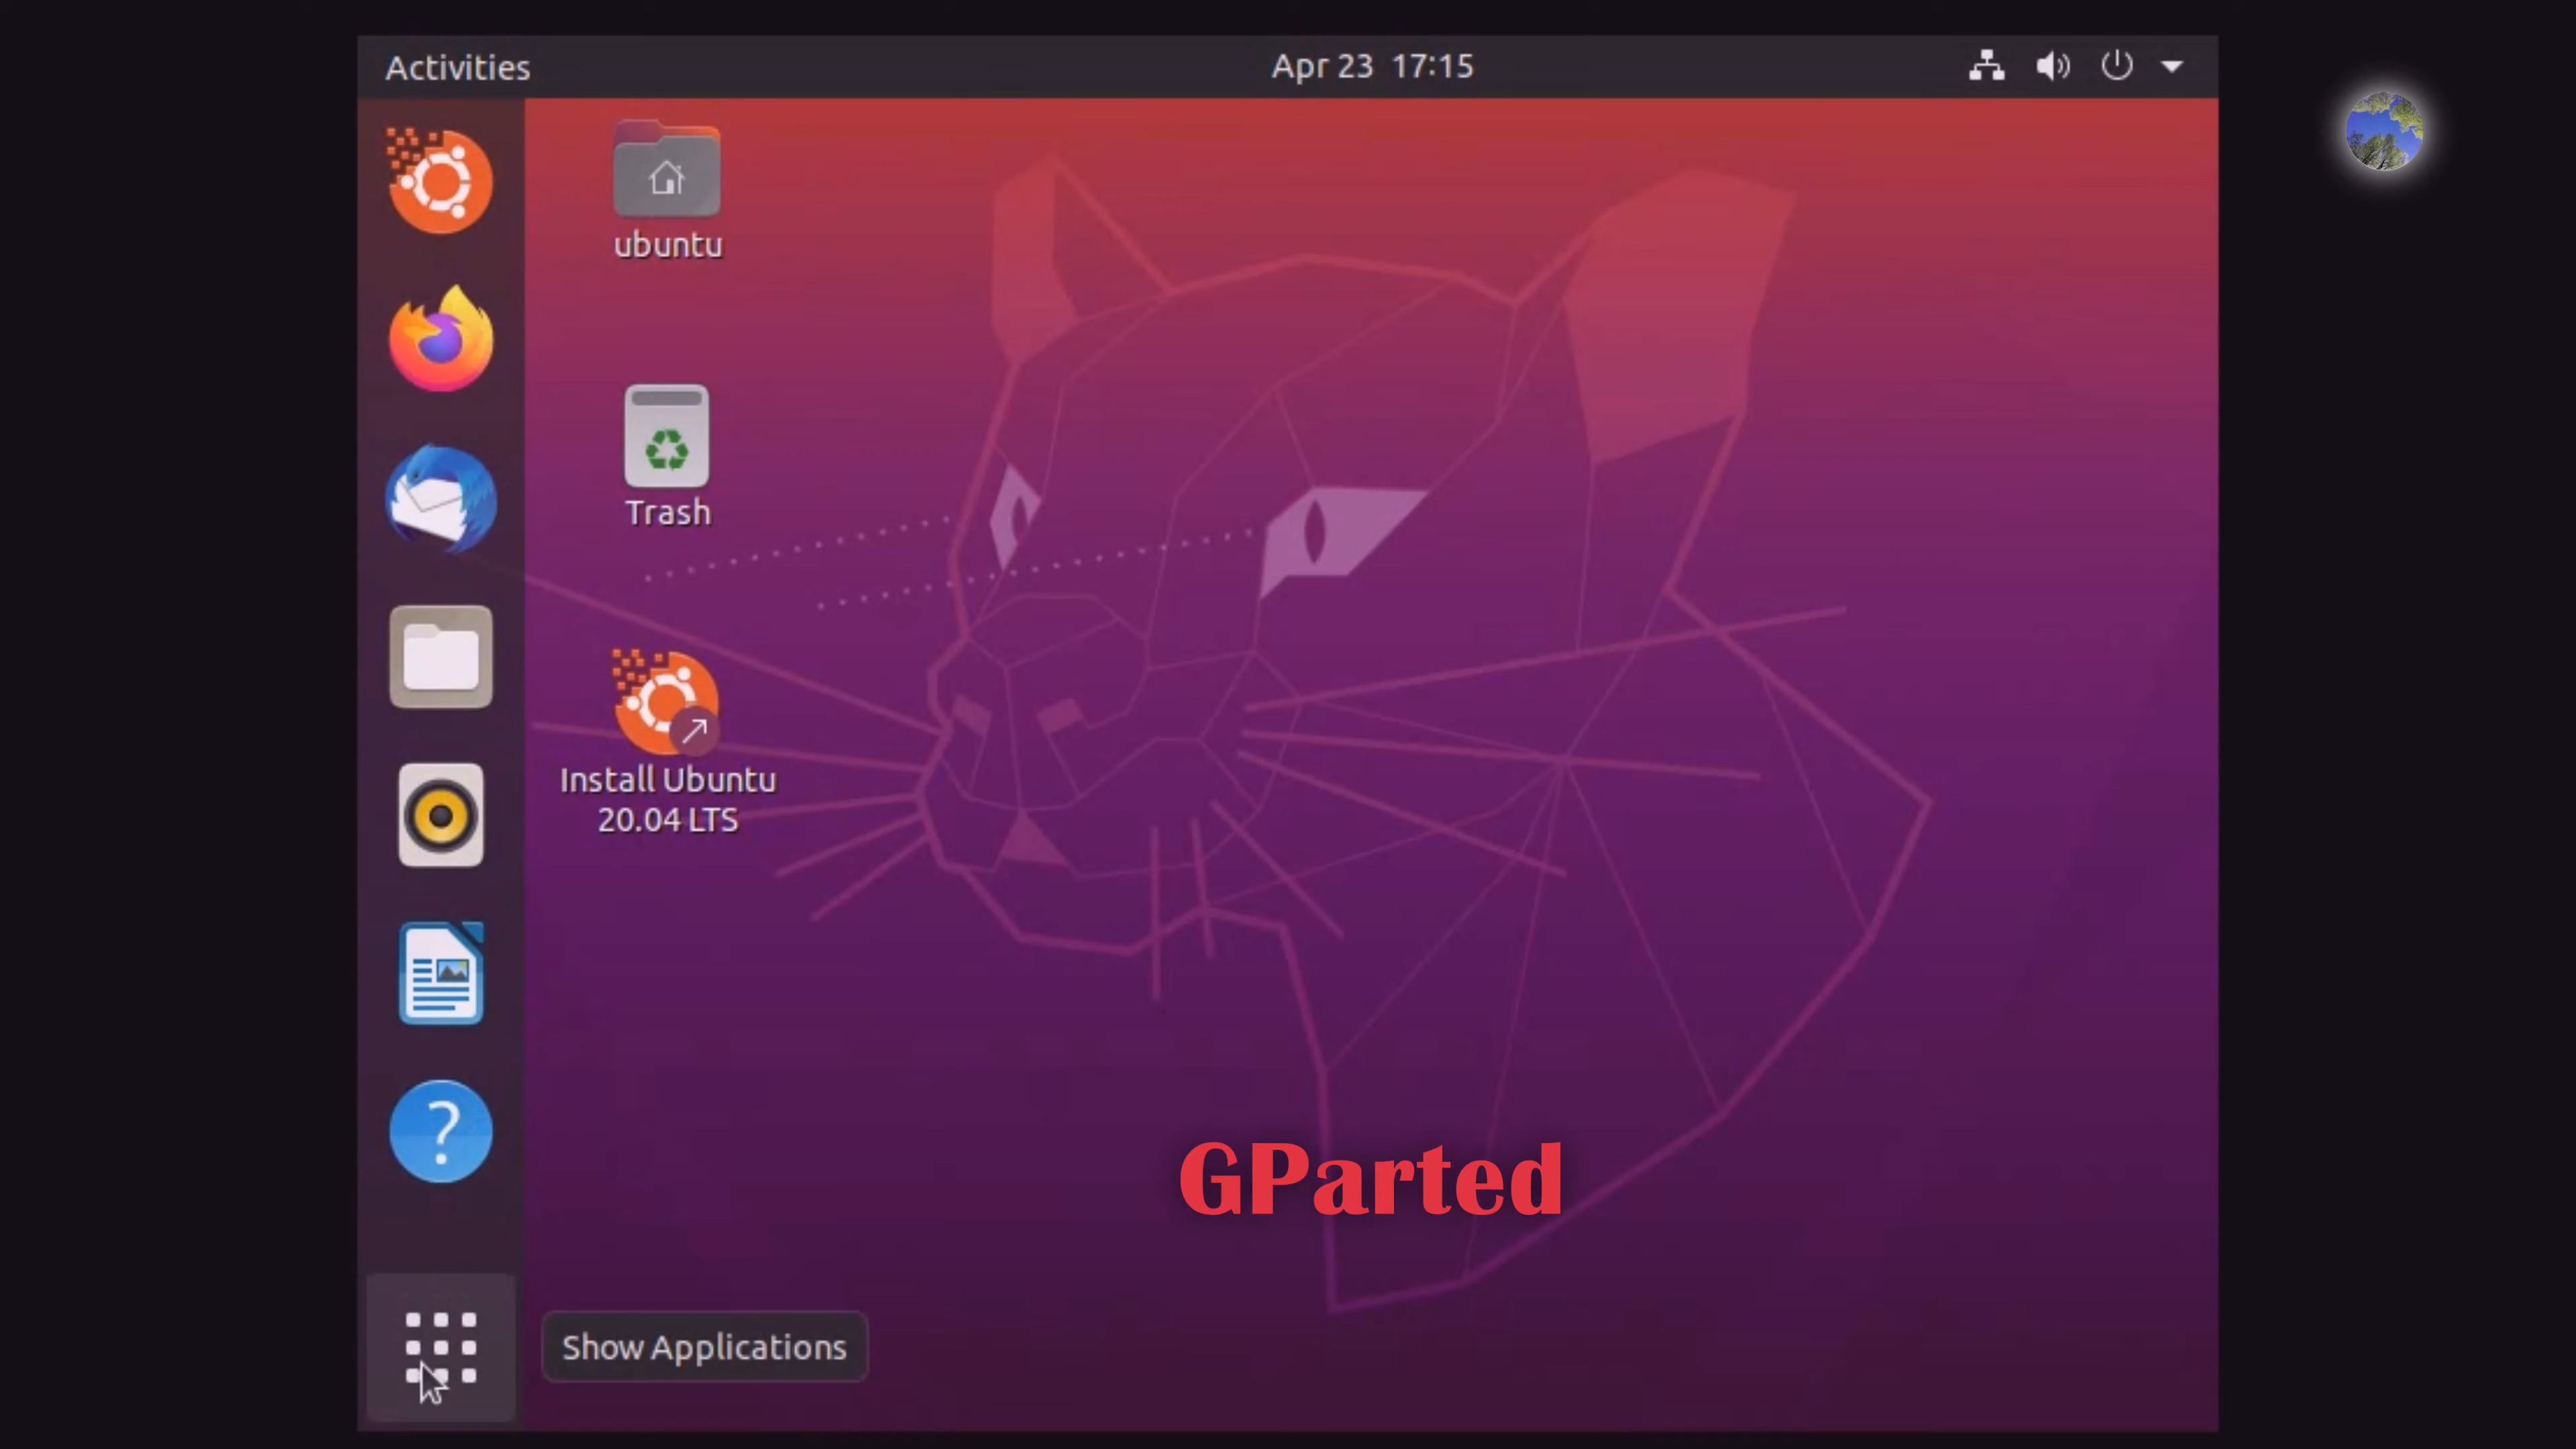 Activities
Apr 23 17:15
ubuntu
Trash
Install Ubuntu
20.04 LTS
?
GParted
Show Applications